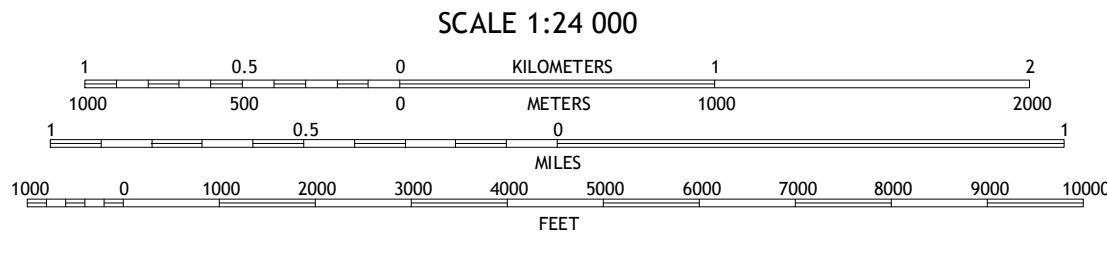 SCALE 1:24 000
1 0.5 0 KILOMETERS 1 2
1000 500 0 METERS 1000 2000
1 0.5 0 1
MILES
1000 0 1000 2000 3000 4000 5000 6000 7000 8000 9000 10000
FEET